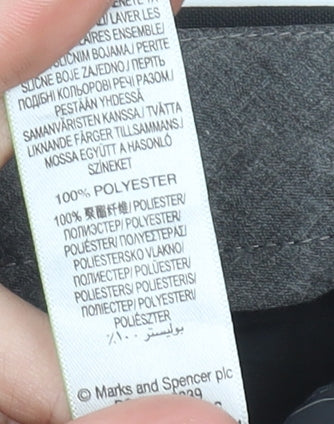 LAVER LES
AIRES ENSEMBLE/
SLIČNIM BOJAMA./ PERITE
SLIČNE BOJE ZAJEDNO./ ПЕРІТЬ
ПОДІБНІ КОЛЬОРОВІ РЕЧІ РАЗОМ./
PESTÄÄN YHDESSÄ
SAMANVÄRISTEN KANSSA./ TVÄTTA
LIKNANDE FÄRGER TILLSAMMANS./
MOSSA EGYÜTT A HASONLÓ
SZÍNEKET
100% POLYESTER
100% 聚酯纤维/ POLIESTER/
ПОЛИЭСТЕР/ POLYESTER/
POLIÉSTER/ ΠΟΛΥΕΣΤΕΡΑΣ/
POLIESTERSKO VLAKNO/
ПОЛИЕСТЕР/ POLÜESTER/
POLIESTERS/ POLIESTERIS/
ПОЛІЕСТЕР/ POLYESTERI/
POLIÉSZTER
بوليستر ١٠٠٪
© Marks and Spencer plc